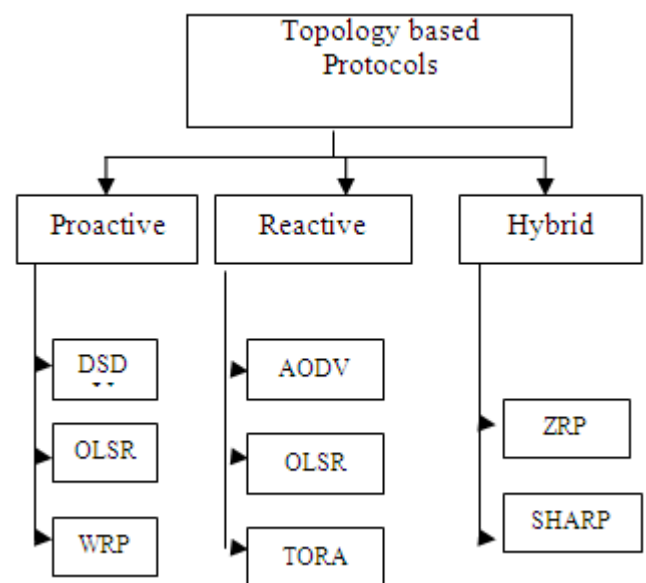 Topology based
Protocols
Proactive
Reactive
Hybrid
DSD
AODV
ZRP
OLSR
OLSR
SHARP
WRP
TORA